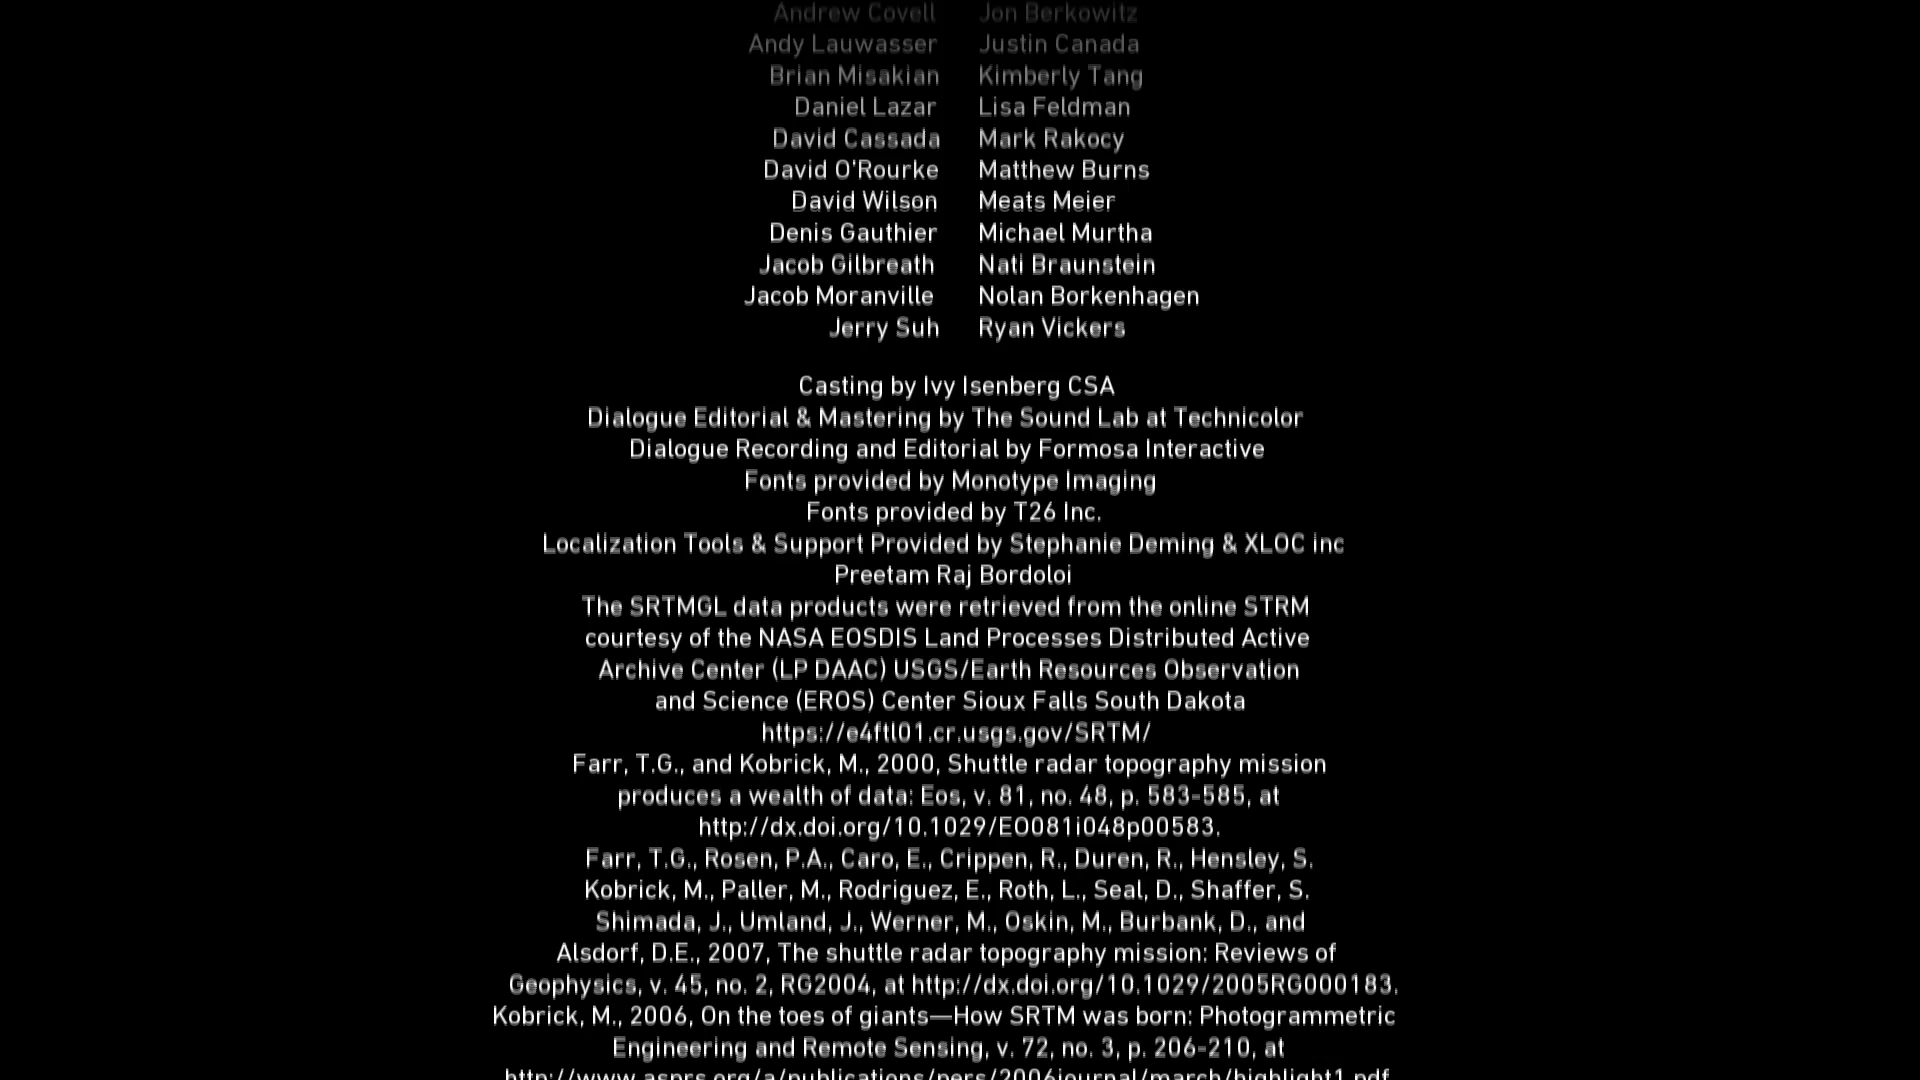 Andrew Covell Jon Berkowitz
Andy Lauwasser Justin Canada
Brian Misakian Kimberly Tang
Daniel Lazar Lisa Feldman
David Cassada Mark Rakocy
David O'Rourke Matthew Burns
David Wilson Meats Meier
Denis Gauthier Michael Murtha
Jacob Gilbreath Nati Braunstein
Jacob Moranville Nolan Borkenhagen
Jerry Suh Ryan Vickers
Casting by Ivy Isenberg CSA
Dialogue Editorial & Mastering by The Sound Lab at Technicolor
Dialogue Recording and Editorial by Formosa Interactive
Fonts provided by Monotype Imaging
Fonts provided by T26 Inc.
Localization Tools & Support Provided by Stephanie Deming & XLOC inc
Preetam Raj Bordoloi
The SRTMGL data products were retrieved from the online STRM
courtesy of the NASA EOSDIS Land Processes Distributed Active
Archive Center (LP DAAC) USGS/Earth Resources Observation
and Science (EROS) Center Sioux Falls South Dakota
https://e4ftl01.cr.usgs.gov/SRTM/
Farr, T.G., and Kobrick, M., 2000, Shuttle radar topography mission
produces a wealth of data: Eos, v. 81, no. 48, p. 583-585, at
http://dx.doi.org/10.1029/EO081i048p00583.
Farr, T.G., Rosen, P.A., Caro, E., Crippen, R., Duren, R., Hensley, S.
Kobrick, M., Paller, M., Rodriguez, E., Roth, L., Seal, D., Shaffer, S.
Shimada, J., Umland, J., Werner, M., Oskin, M., Burbank, D., and
Alsdorf, D.E., 2007, The shuttle radar topography mission: Reviews of
Geophysics, v. 45, no. 2, RG2004, at http://dx.doi.org/10.1029/2005RG000183.
Kobrick, M., 2006, On the toes of giants—How SRTM was born: Photogrammetric
Engineering and Remote Sensing, v. 72, no. 3, p. 206-210, at
http://www.asprs.org/a/publications/pers/2006journal/march/highlight1.pdf.